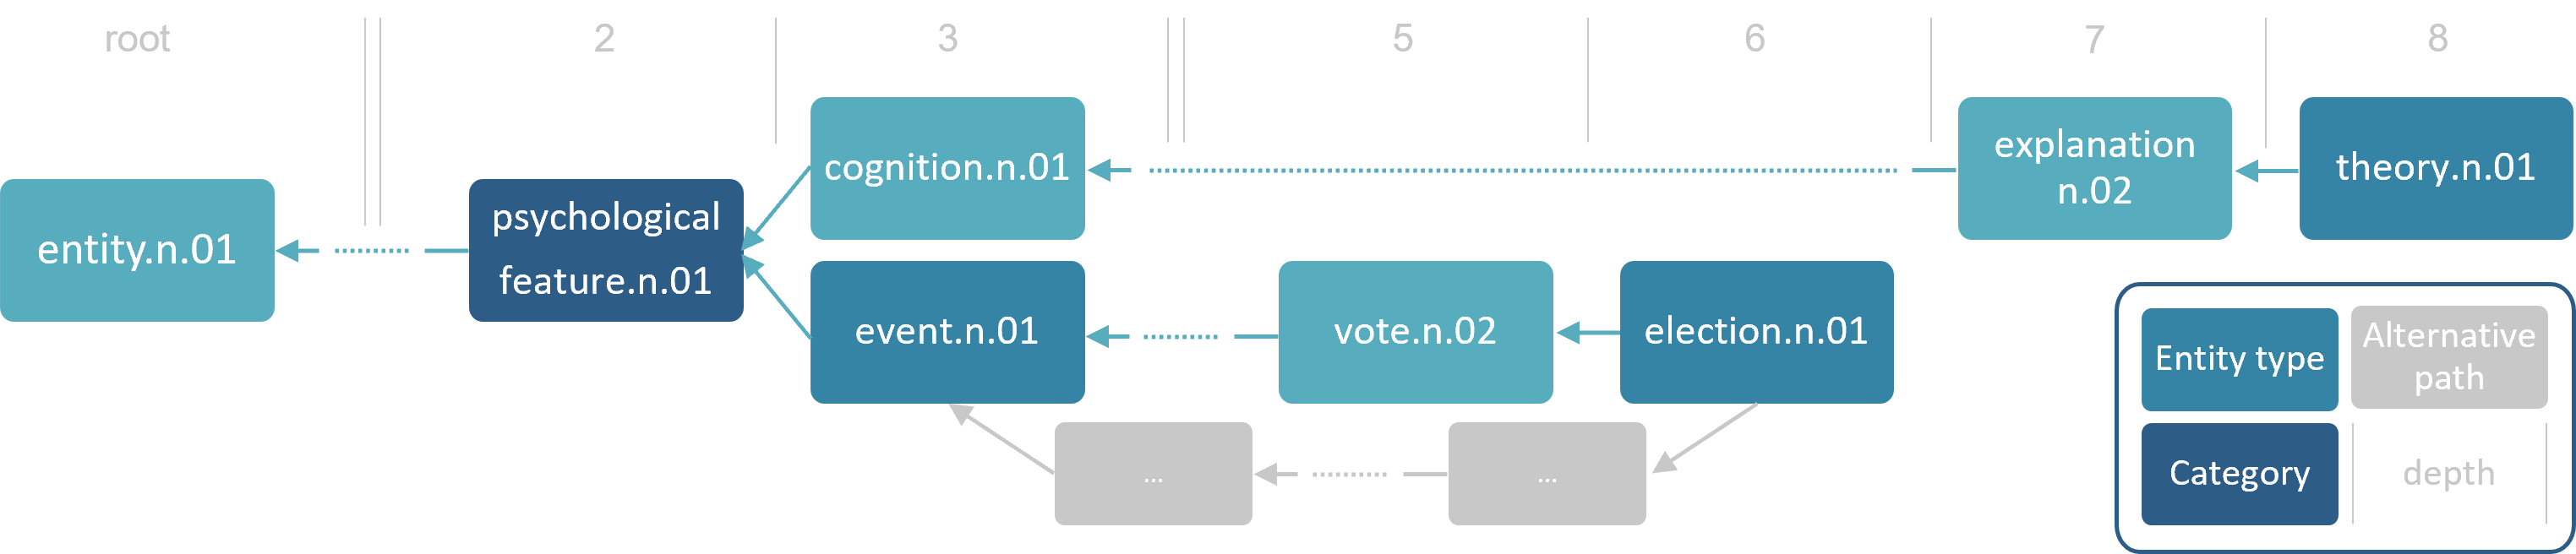 root
2
3
5
6
7
8
cognition.n.01
explanation
n.02
theory.n.01
entity.n.01
psychological
feature.n.01
event.n.01
vote.n.02
election.n.01
...
...
Entity type
Alternative
path
Category
depth